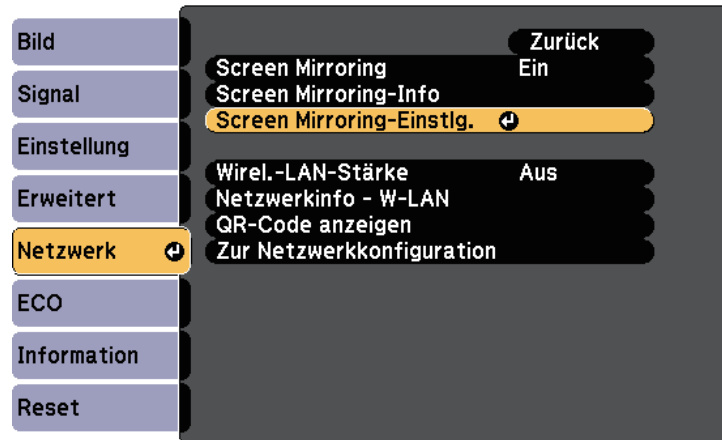 Bild
Signal
Einstellung
Erweitert
Netzwerk
ECO
Information
Reset
Zurück
Screen Mirroring Ein
Screen Mirroring-Info
Screen Mirroring-Einstlg.
Wirel.-LAN-Stärke Aus
Netzwerkinfo - W-LAN
QR-Code anzeigen
Zur Netzwerkkonfiguration